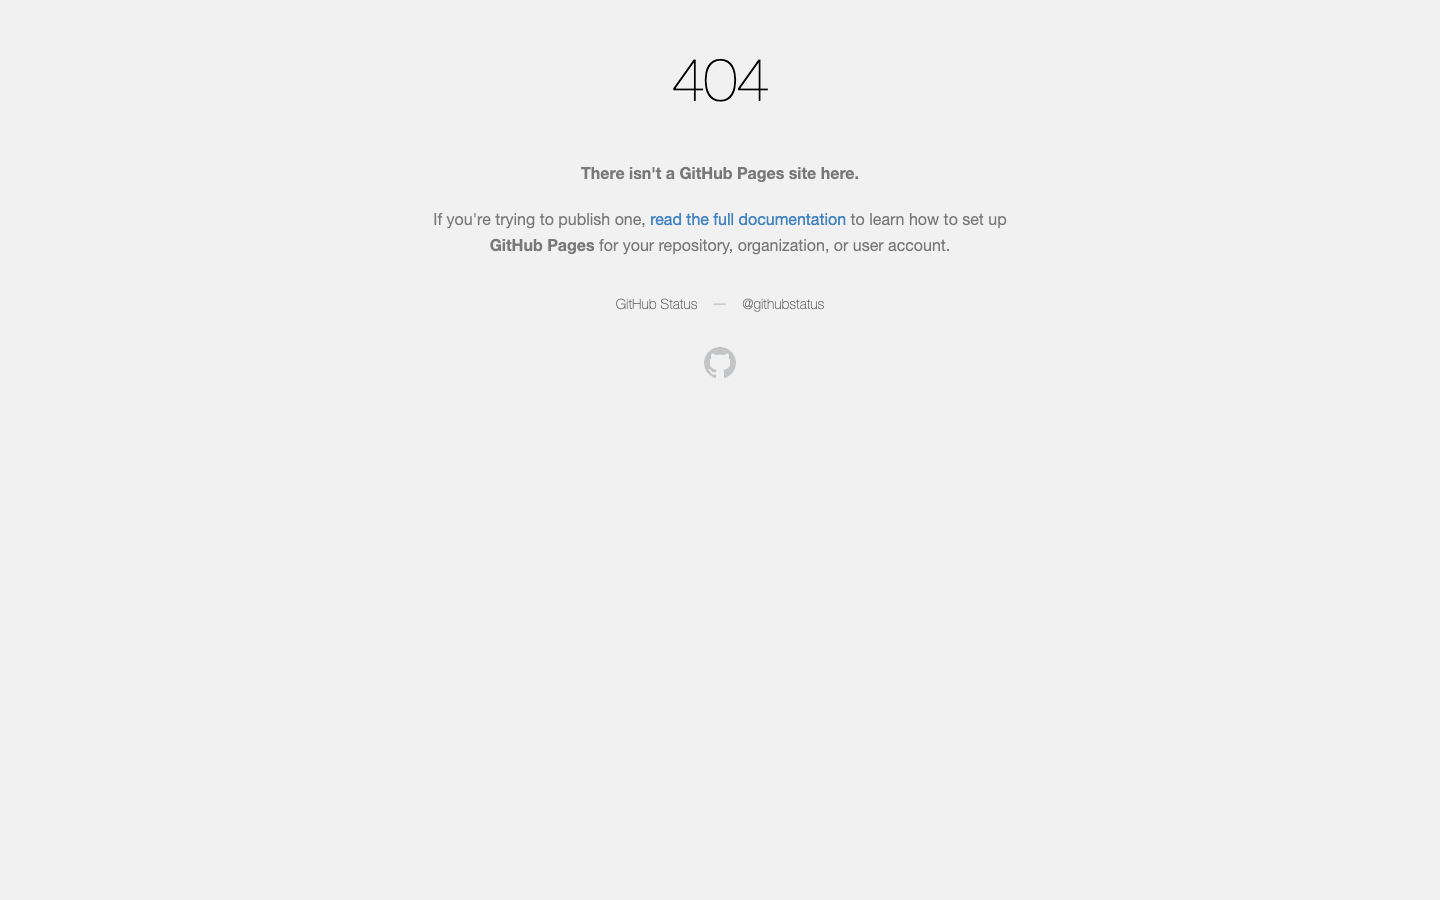 404
There isn't a GitHub Pages site here.
If you're trying to publish one, read the full documentation to learn how to set up
GitHub Pages for your repository, organization, or user account.
GitHub Status — @githubstatus